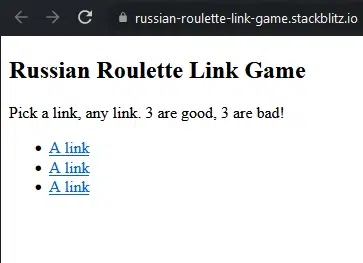 russian-roulette-link-game.stackblitz.io
Russian Roulette Link Game
Pick a link, any link. 3 are good, 3 are bad!
A link
A link
A link